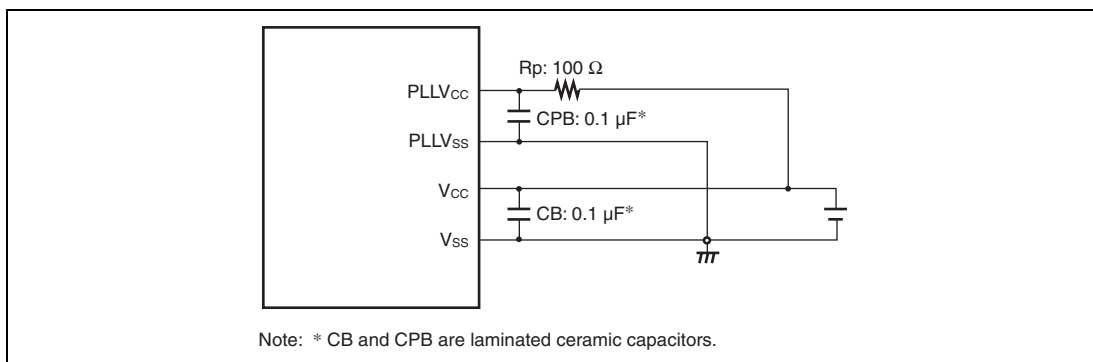 Rp: 100 Ω
PLLVCC
CPB: 0.1 µF*
PLLVSS
VCC
CB: 0.1 µF*
VSS
Note: * CB and CPB are laminated ceramic capacitors.